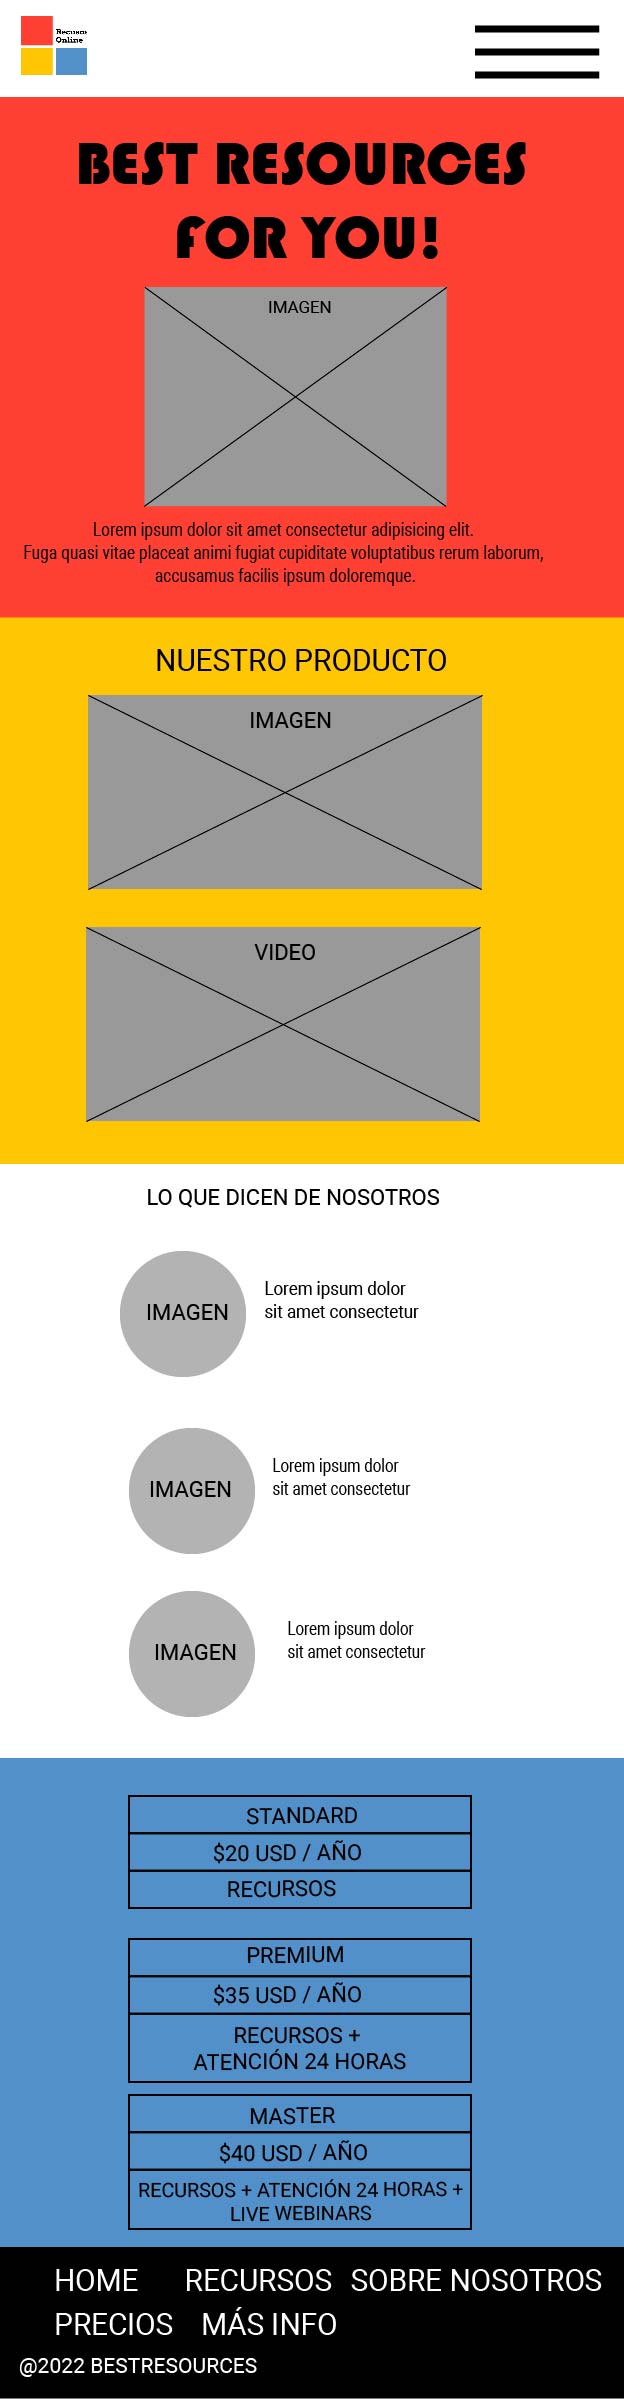 Recursos
Online
BEST RESOURCES
FOR YOU!
IMAGEN
Lorem ipsum dolor sit amet consectetur adipisicing elit.
Fuga quasi vitae placeat animi fugiat cupiditate voluptatibus rerum laborum,
accusamus facilis ipsum doloremque.
NUESTRO PRODUCTO
IMAGEN
VIDEO
LO QUE DICEN DE NOSOTROS
IMAGEN
Lorem ipsum dolor
sit amet consectetur
IMAGEN
Lorem ipsum dolor
sit amet consectetur
IMAGEN
Lorem ipsum dolor
sit amet consectetur
STANDARD
$20 USD / AÑO
RECURSOS
PREMIUM
$35 USD / AÑO
RECURSOS +
ATENCIÓN 24 HORAS
MASTER
$40 USD / AÑO
RECURSOS + ATENCIÓN 24 HORAS +
LIVE WEBINARS
HOME RECURSOS SOBRE NOSOTROS
PRECIOS MÁS INFO
@2022 BESTRESOURCES